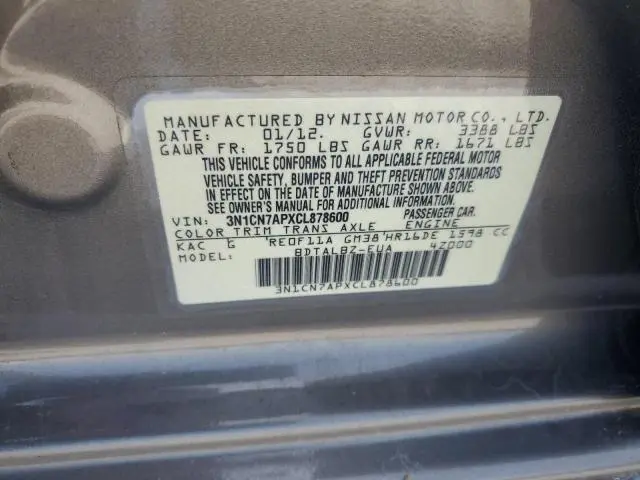 MANUFACTURED BY NISSAN MOTOR CO., LTD.
DATE: 01/12. GVWR: 3388 LBS
GAWR FR: 1750 LBS GAWR RR: 1671 LBS
THIS VEHICLE CONFORMS TO ALL APPLICABLE FEDERAL MOTOR
VEHICLE SAFETY, BUMPER AND THEFT PREVENTION STANDARDS
IN EFFECT ON THE DATE OF MANUFACTURE SHOWN ABOVE.
SEE OWNER'S MANUAL FOR ADDITIONAL INFORMATION.
VIN: 3N1CN7APXCL878600 PASSENGER CAR.
COLOR TRIM TRANS AXLE ENGINE
KAC G RE0F11A GM38 HR16DE 1598 CC
BDTALBZ-EUA 4Z000
3N1CN7APXCL878600